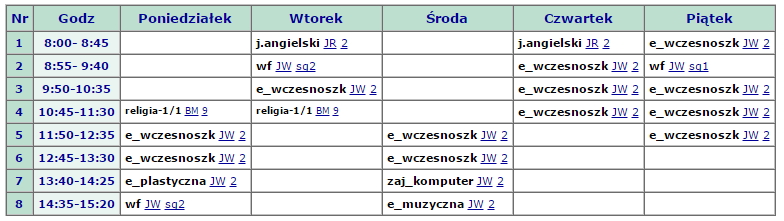 Nr Godz Poniedziałek Wtorek Środa Czwartek Piątek
1 8:00- 8:45 j.angielski JR 2 j.angielski JR 2 e_wczesnoszk JW 2
2 8:55- 9:40 wf JW sg2 e_wczesnoszk JW 2 wf JW sg1
3 9:50-10:35 e_wczesnoszk JW 2 e_wczesnoszk JW 2 e_wczesnoszk JW 2
4 10:45-11:30 religia-1/1 BM 9 religia-1/1 BM 9 e_wczesnoszk JW 2 e_wczesnoszk JW 2
5 11:50-12:35 e_wczesnoszk JW 2 e_wczesnoszk JW 2 e_wczesnoszk JW 2
6 12:45-13:30 e_wczesnoszk JW 2 e_wczesnoszk JW 2
7 13:40-14:25 e_plastyczna JW 2 zaj_komputer JW 2
8 14:35-15:20 wf JW sg2 e_muzyczna JW 2